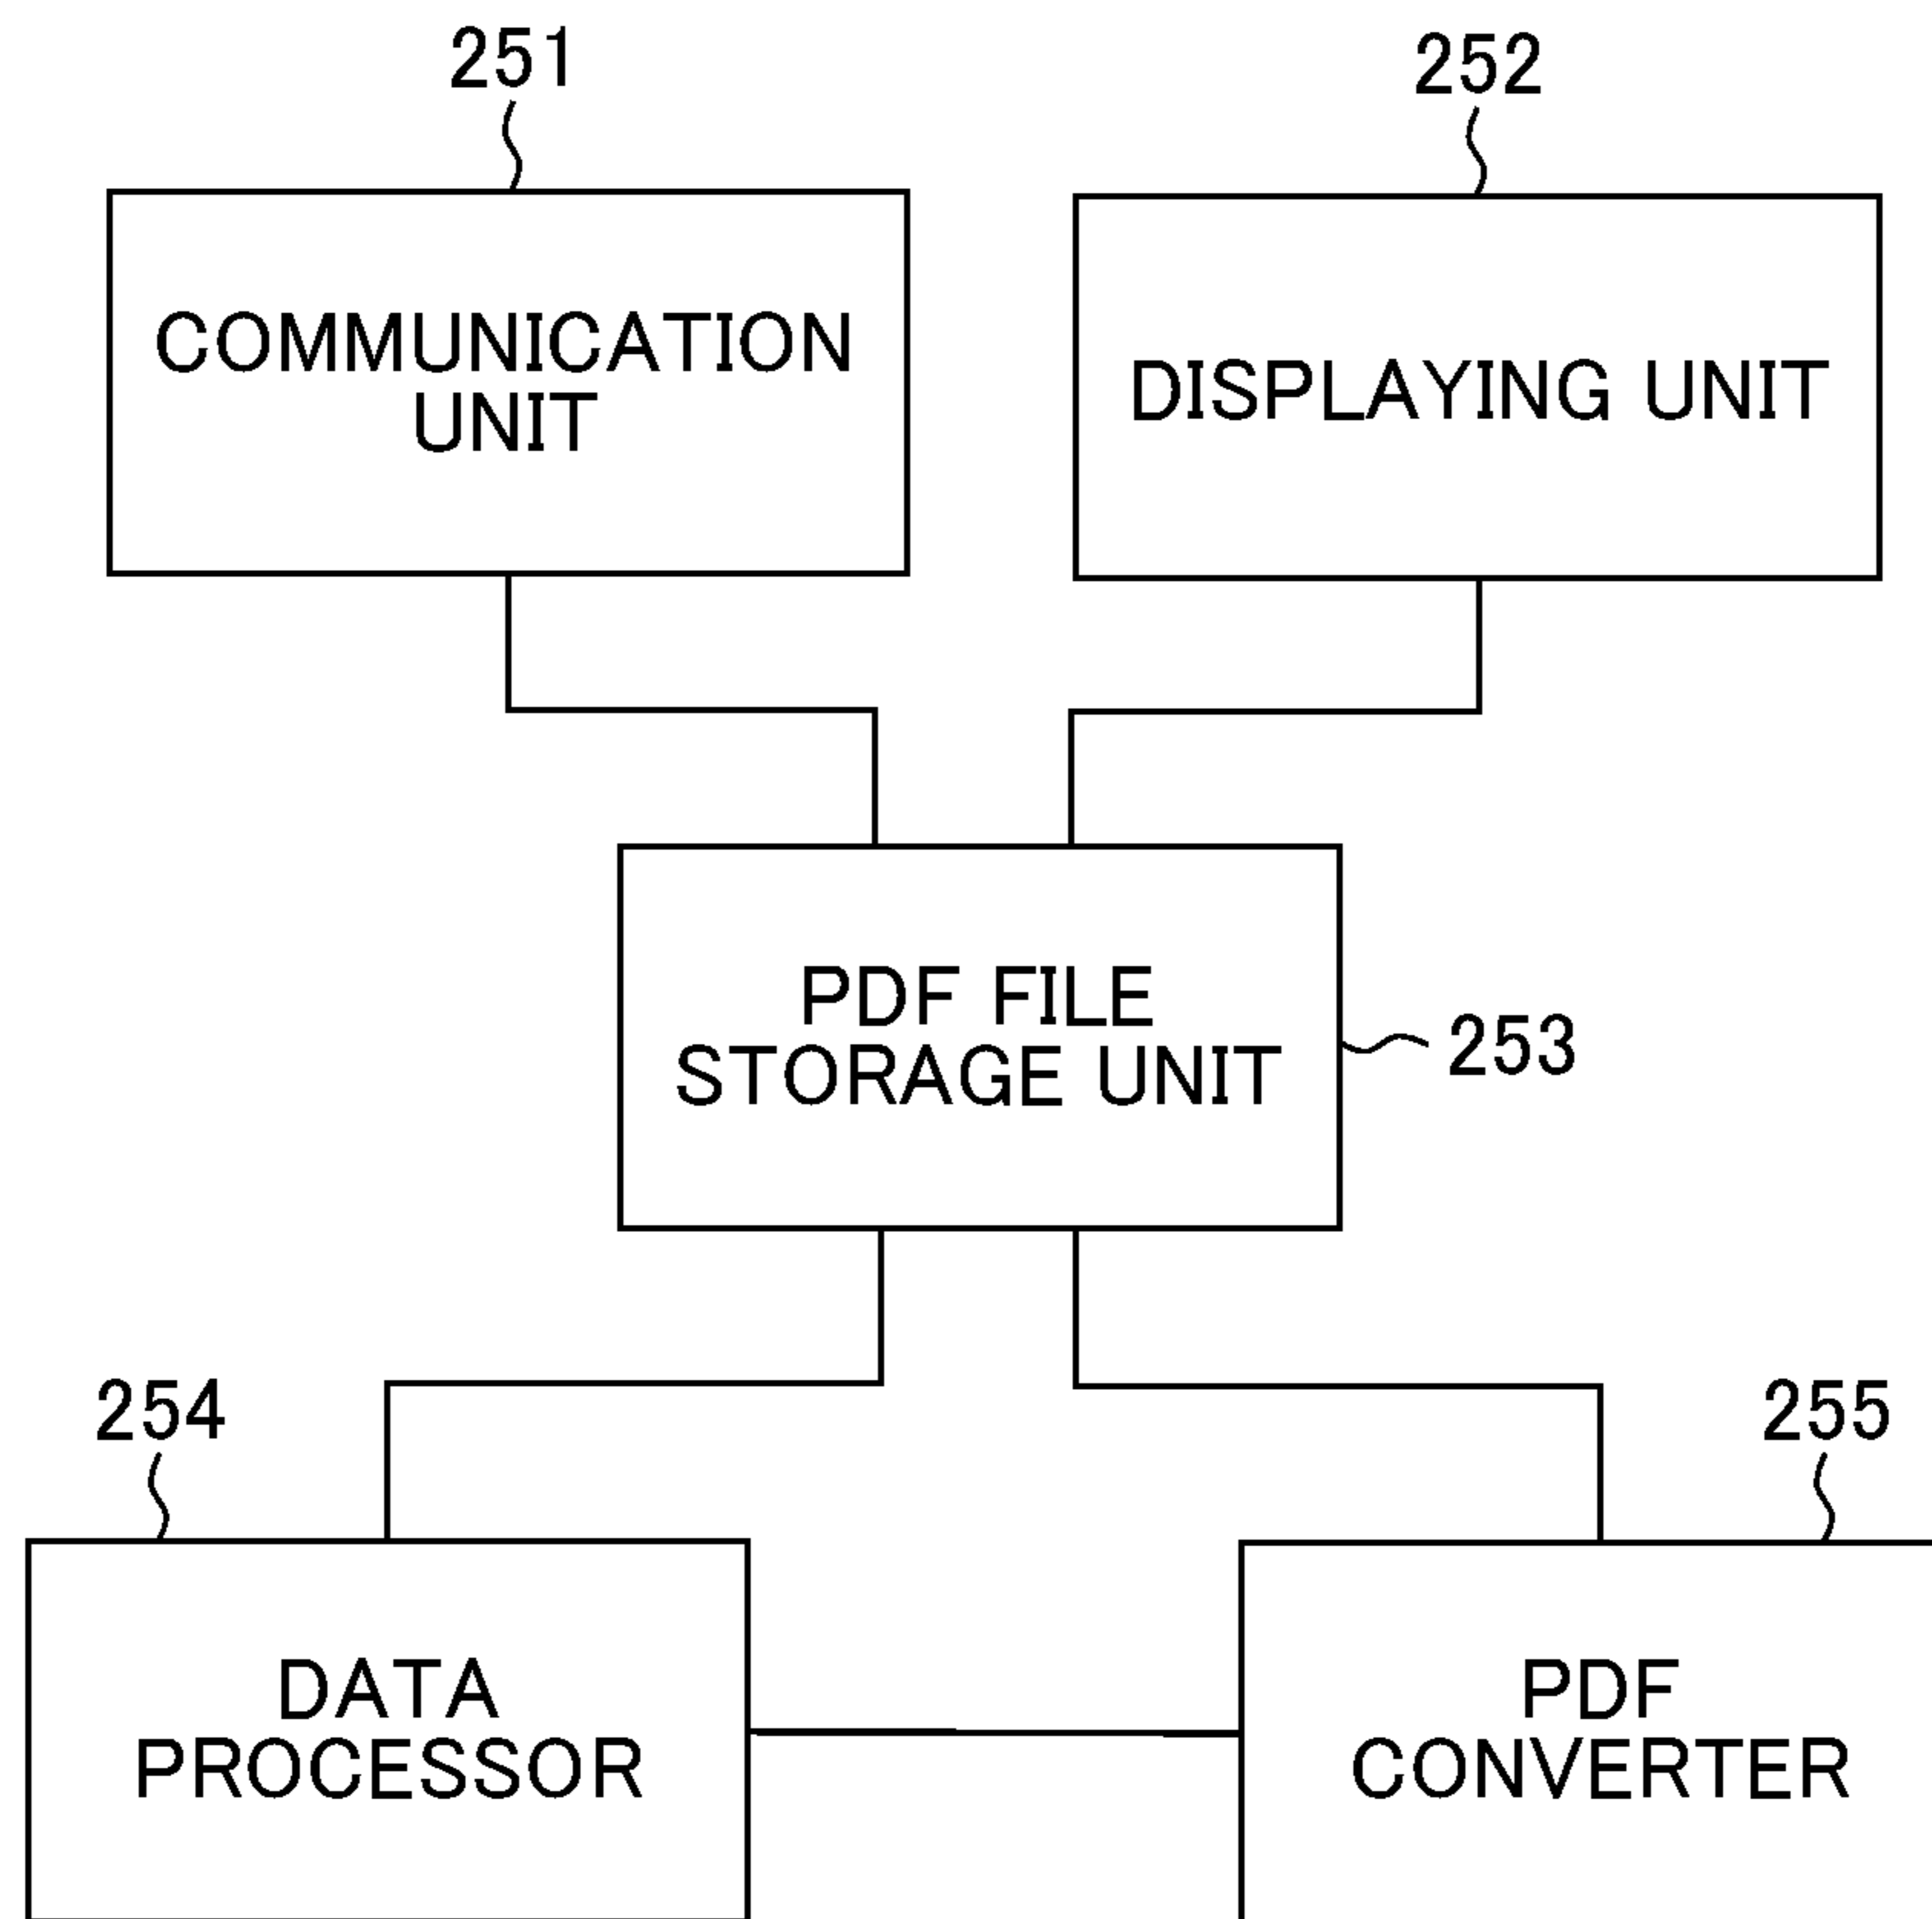 251
252
COMMUNICATION
UNIT
DISPLAYING UNIT
PDF FILE
STORAGE UNIT
253
254
255
DATA
PROCESSOR
PDF
CONVERTER